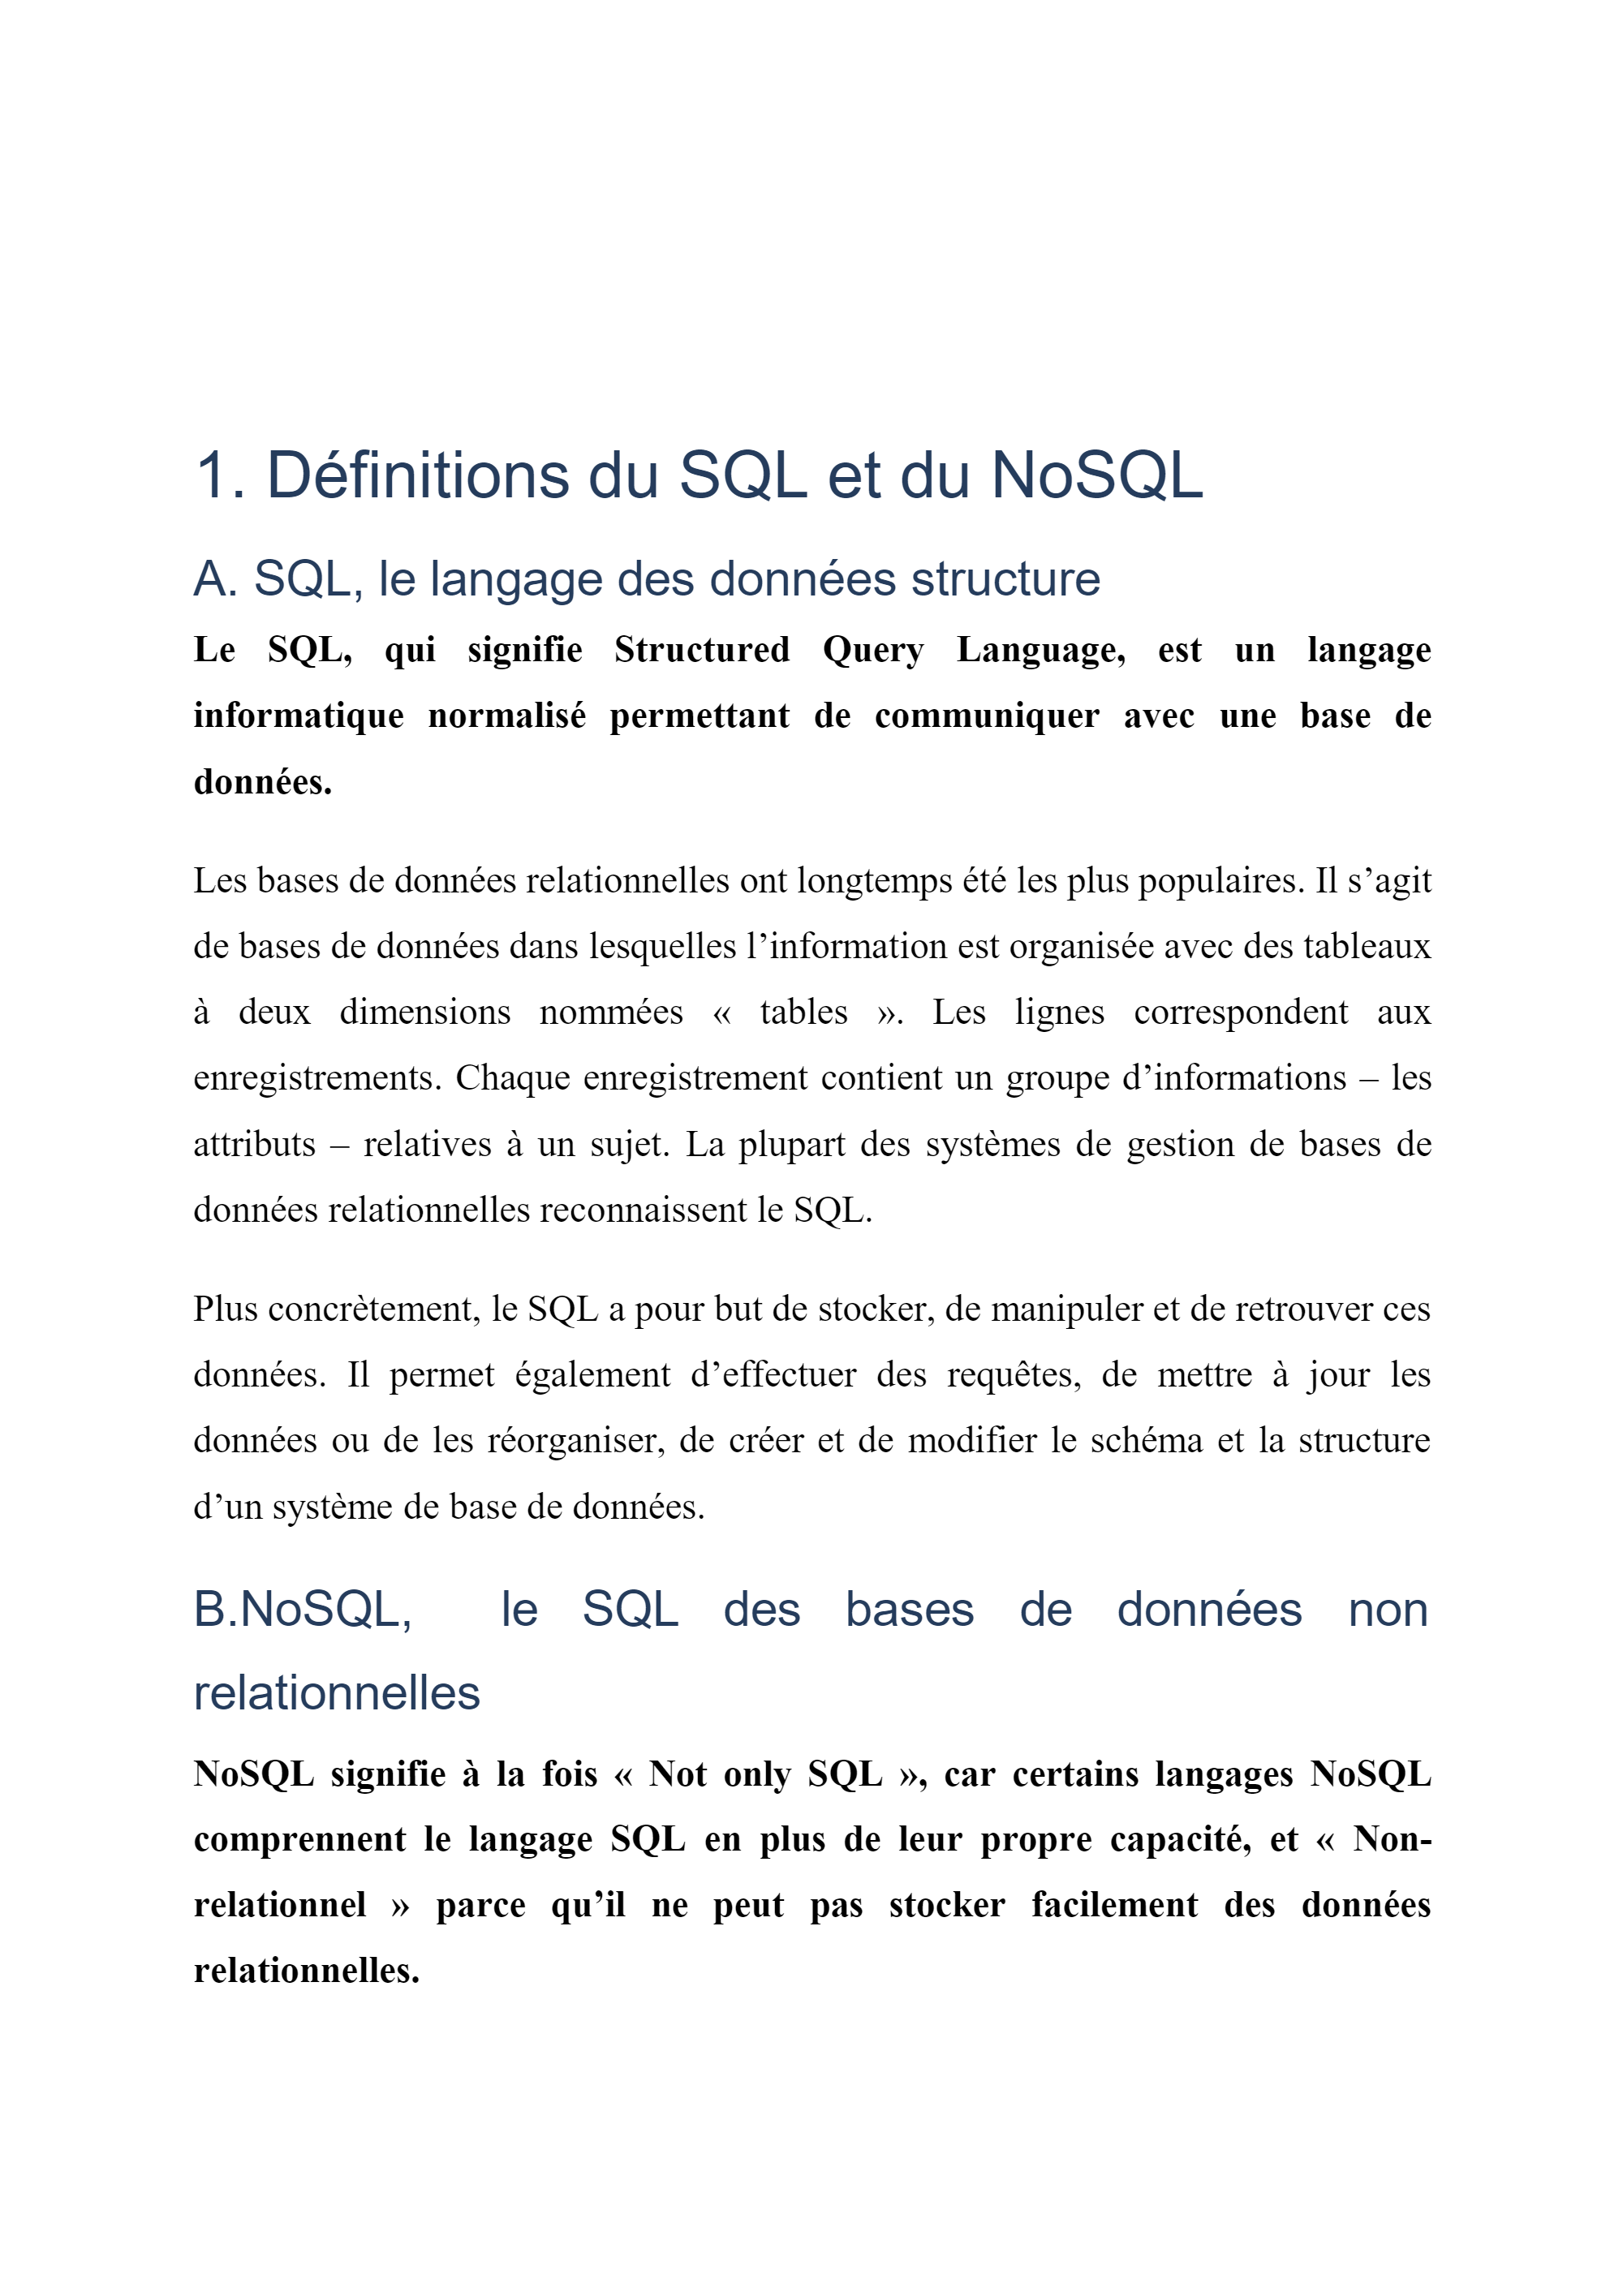 1. Définitions du SQL et du NoSQL
A. SQL, le langage des données structure
Le SQL, qui signifie Structured Query Language, est un langage
informatique normalisé permettant de communiquer avec une base de
données.
Les bases de données relationnelles ont longtemps été les plus populaires. Il s’agit
de bases de données dans lesquelles l’information est organisée avec des tableaux
à deux dimensions nommées « tables ». Les lignes correspondent aux
enregistrements. Chaque enregistrement contient un groupe d’informations – les
attributs – relatives à un sujet. La plupart des systèmes de gestion de bases de
données relationnelles reconnaissent le SQL.
Plus concrètement, le SQL a pour but de stocker, de manipuler et de retrouver ces
données. Il permet également d’effectuer des requêtes, de mettre à jour les
données ou de les réorganiser, de créer et de modifier le schéma et la structure
d’un système de base de données.
B.NoSQL, le SQL des bases de données non
relationnelles
NoSQL signifie à la fois « Not only SQL », car certains langages NoSQL
comprennent le langage SQL en plus de leur propre capacité, et « Non-
relationnel » parce qu’il ne peut pas stocker facilement des données
relationnelles.